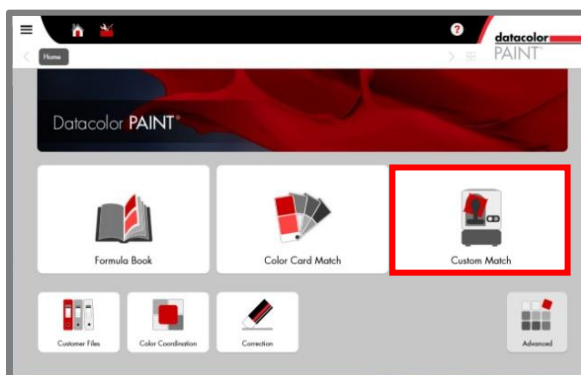 ?
datacolor
PAINT
Home
Datacolor PAINT®
Formula Book
Color Card Match
Custom Match
Customer Files
Color Coordination
Correction
Advanced